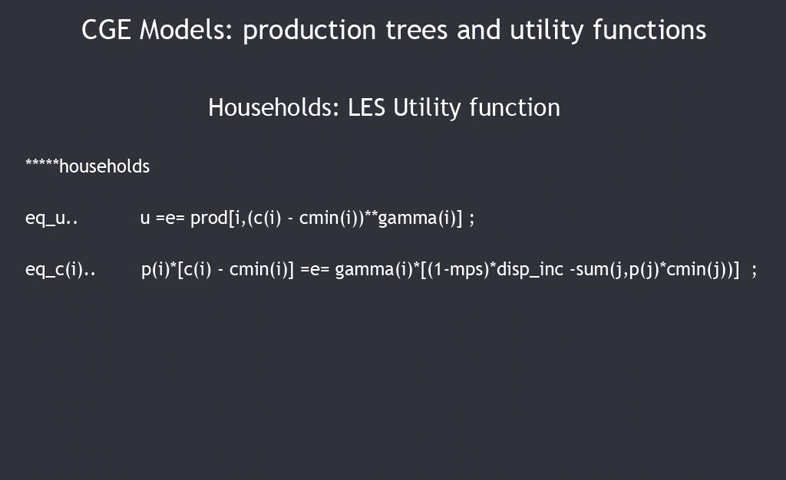 CGE Models: production trees and utility functions
Households: LES Utility function
*****households
eq_u.. u =e= prod[i,(c(i) - cmin(i))**gamma(i)] ;
eq_c(i).. p(i)*[c(i) - cmin(i)] =e= gamma(i)*[(1-mps)*disp_inc -sum(j,p(j)*cmin(j))] ;